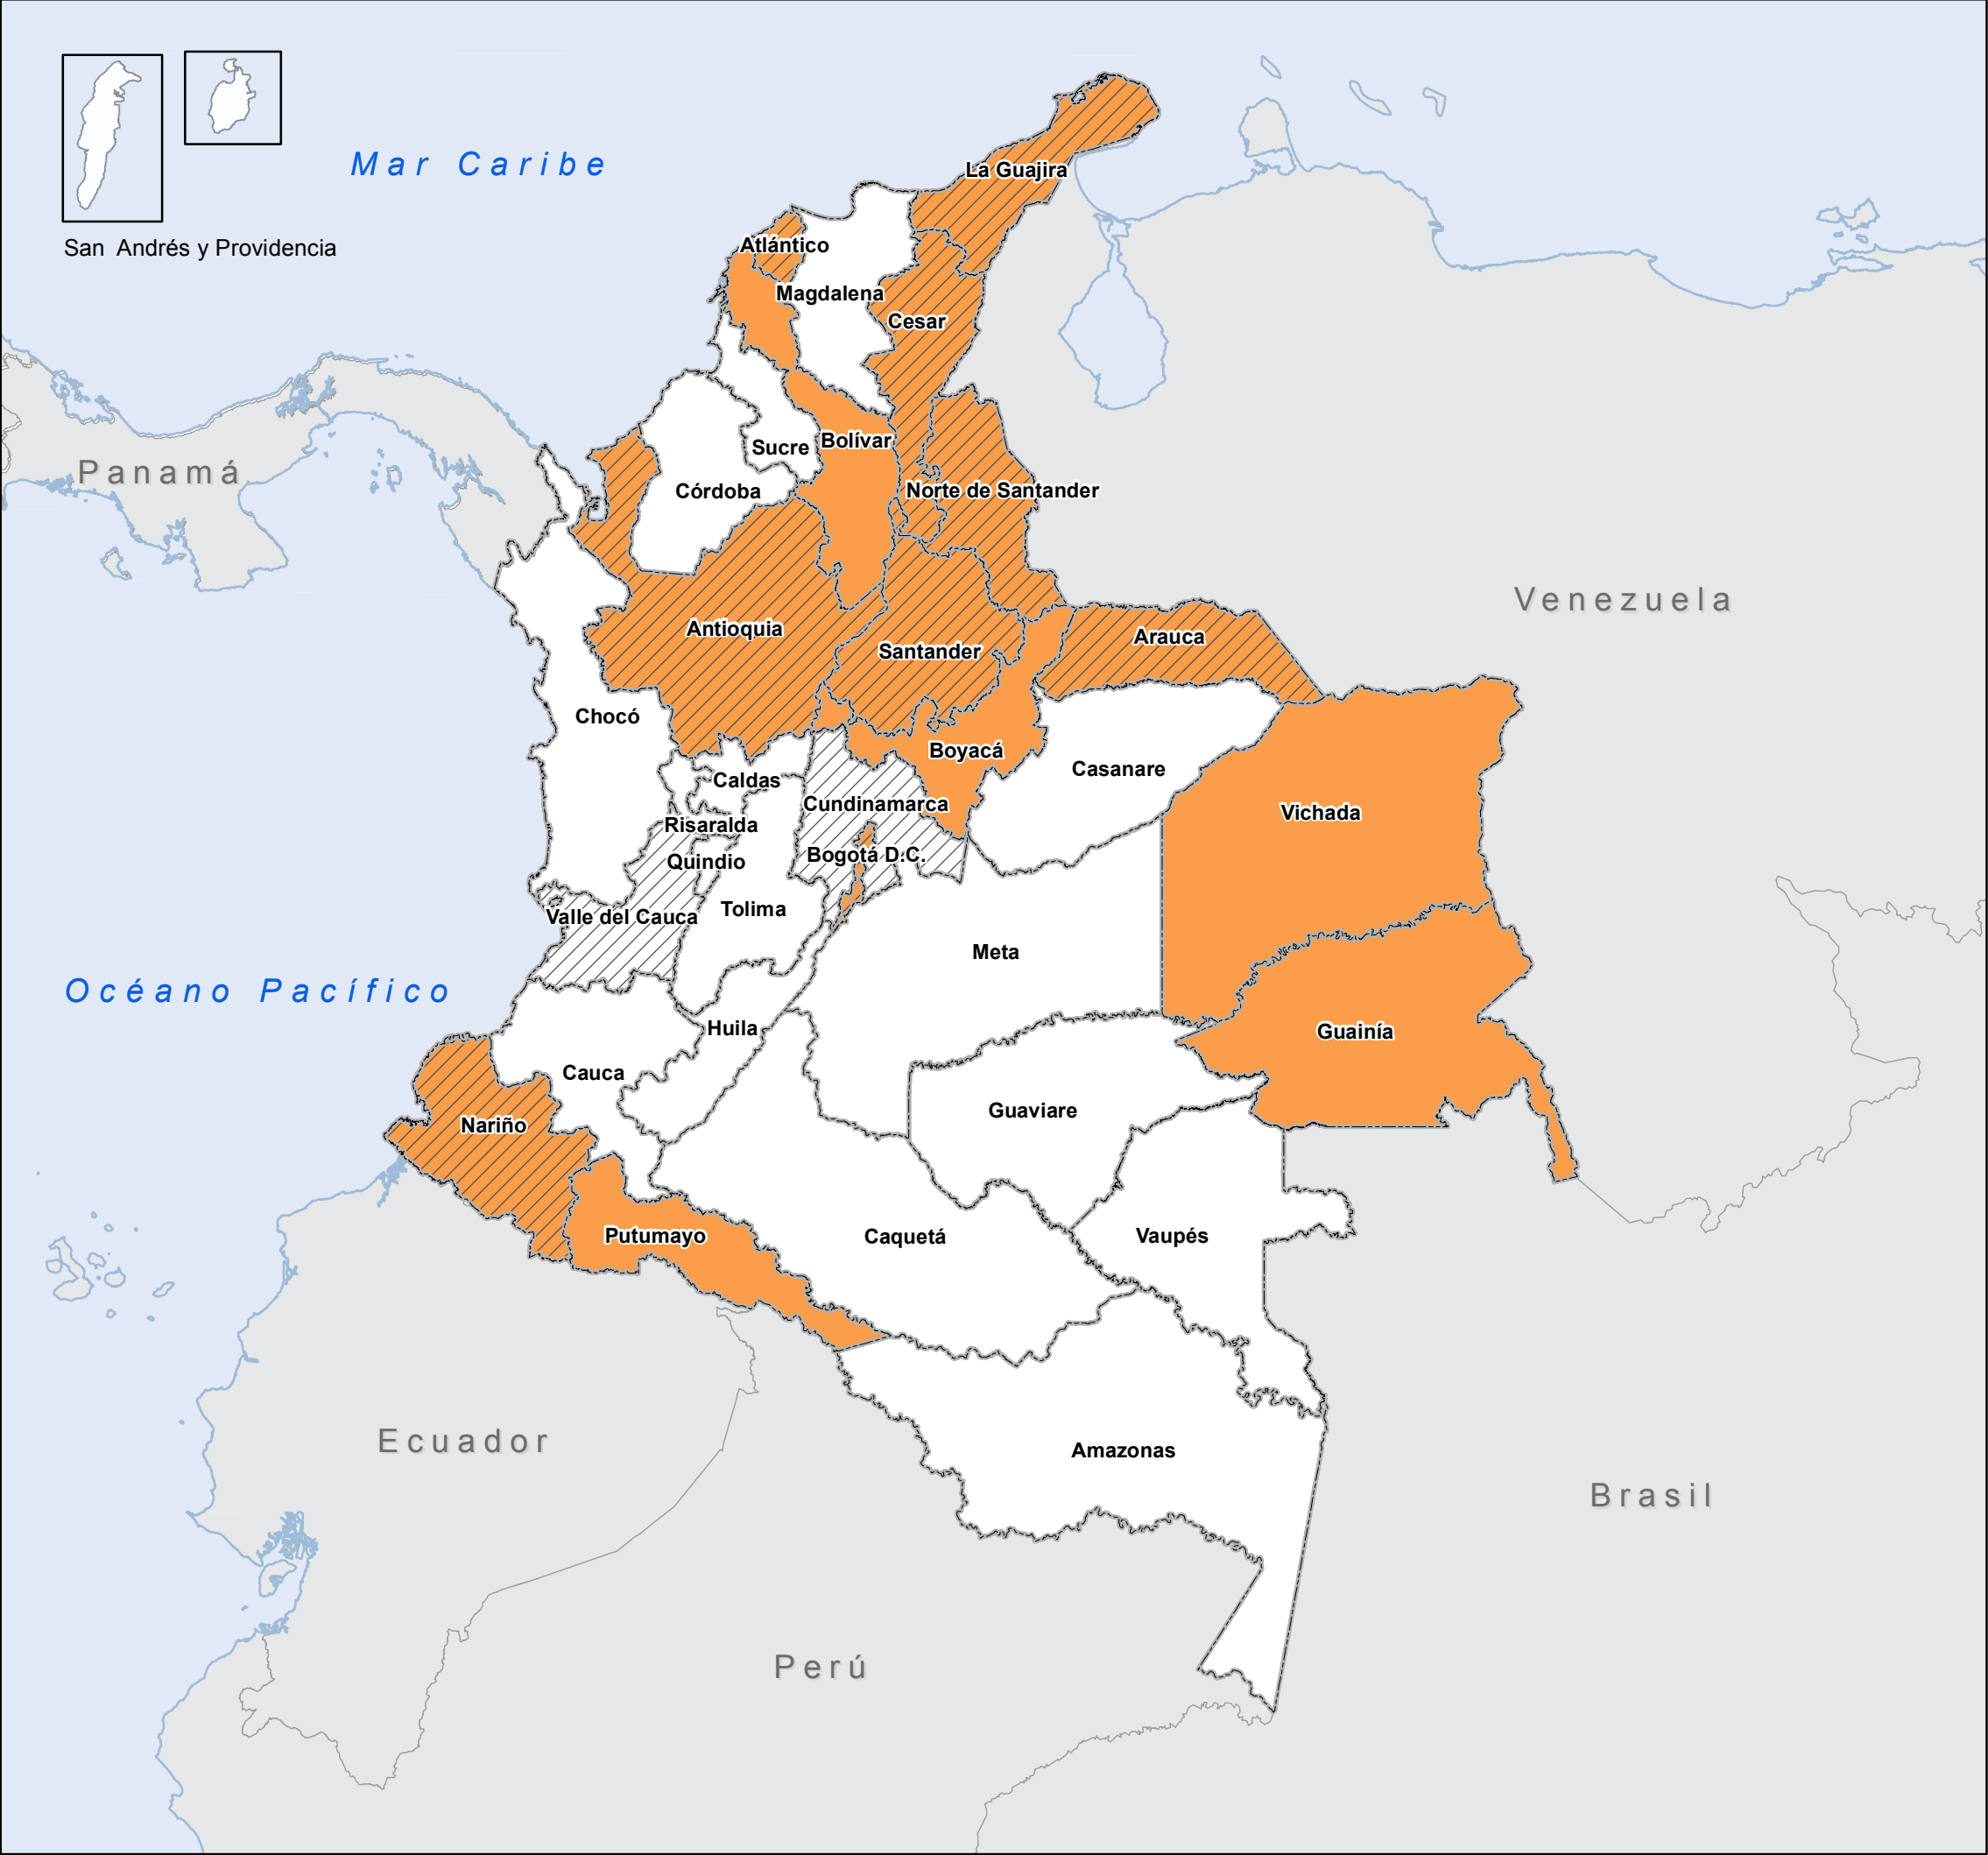 Mar Caribe
La Guajira
San Andrés y Providencia
Atlántico
Magdalena
Cesar
Panamá
Sucre
Bolívar
Córdoba
Norte de Santander
Venezuela
Antioquia
Santander
Arauca
Chocó
Boyacá
Casanare
Caldas
Cundinamarca
Vichada
Risaralda
Quindio
Bogotá D.C.
Valle del Cauca
Tolima
Meta
Océano Pacífico
Huila
Guainía
Cauca
Guaviare
Nariño
Putumayo
Caquetá
Vaupés
Ecuador
Amazonas
Brasil
Perú